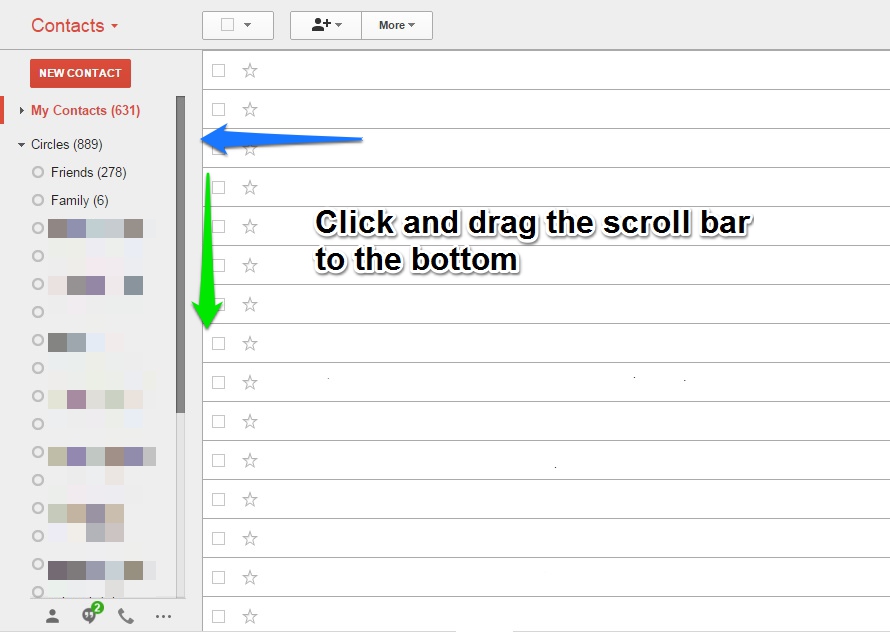 Contacts
More
NEW CONTACT
My Contacts (631)
Circles (889)
Friends (278)
Family (6)
Click and drag the scroll bar
to the bottom
2